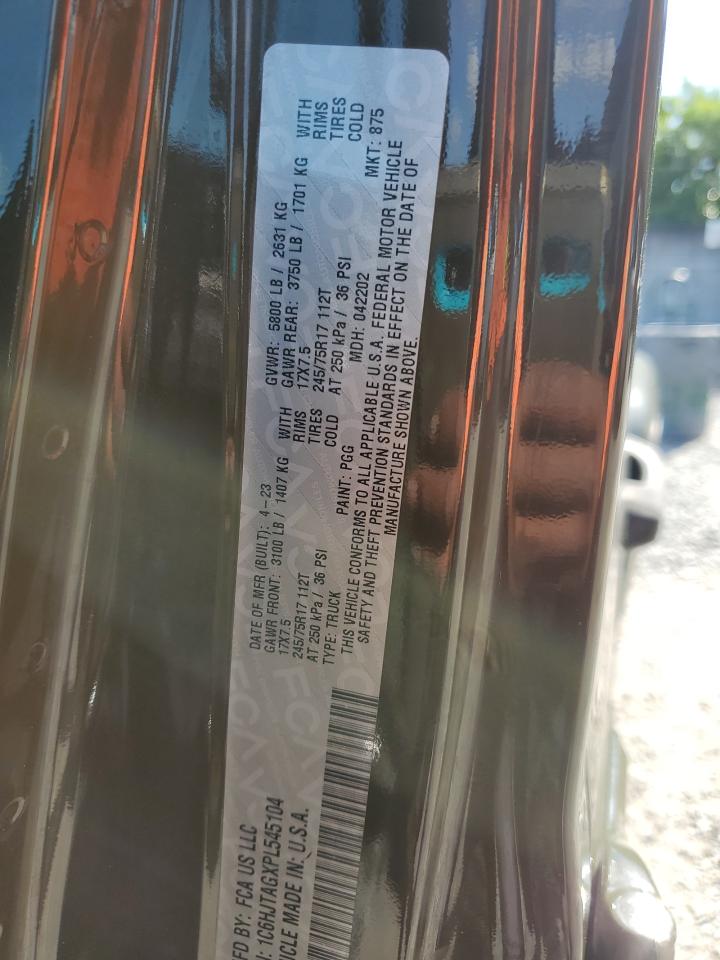 FD BY: FCA US LLC
: 1C6HJTAGXPL545104
ICLE MADE IN: U.S.A.
DATE OF MFR (BUILT): 4-23
GAWR FRONT: 3100 LB / 1407 KG WITH
17X7.5 RIMS
245/75R17 112T TIRES
AT 250 kPa / 36 PSI COLD
TYPE: TRUCK
PAINT: PGG
GVWR: 5800 LB / 2631 KG
GAWR REAR: 3750 LB / 1701 KG WITH
17X7.5 RIMS
245/75R17 112T TIRES
AT 250 kPa / 36 PSI COLD
MDH: 042202
MKT: 875
THIS VEHICLE CONFORMS TO ALL APPLICABLE U.S.A. FEDERAL MOTOR VEHICLE
SAFETY AND THEFT PREVENTION STANDARDS IN EFFECT ON THE DATE OF
MANUFACTURE SHOWN ABOVE.